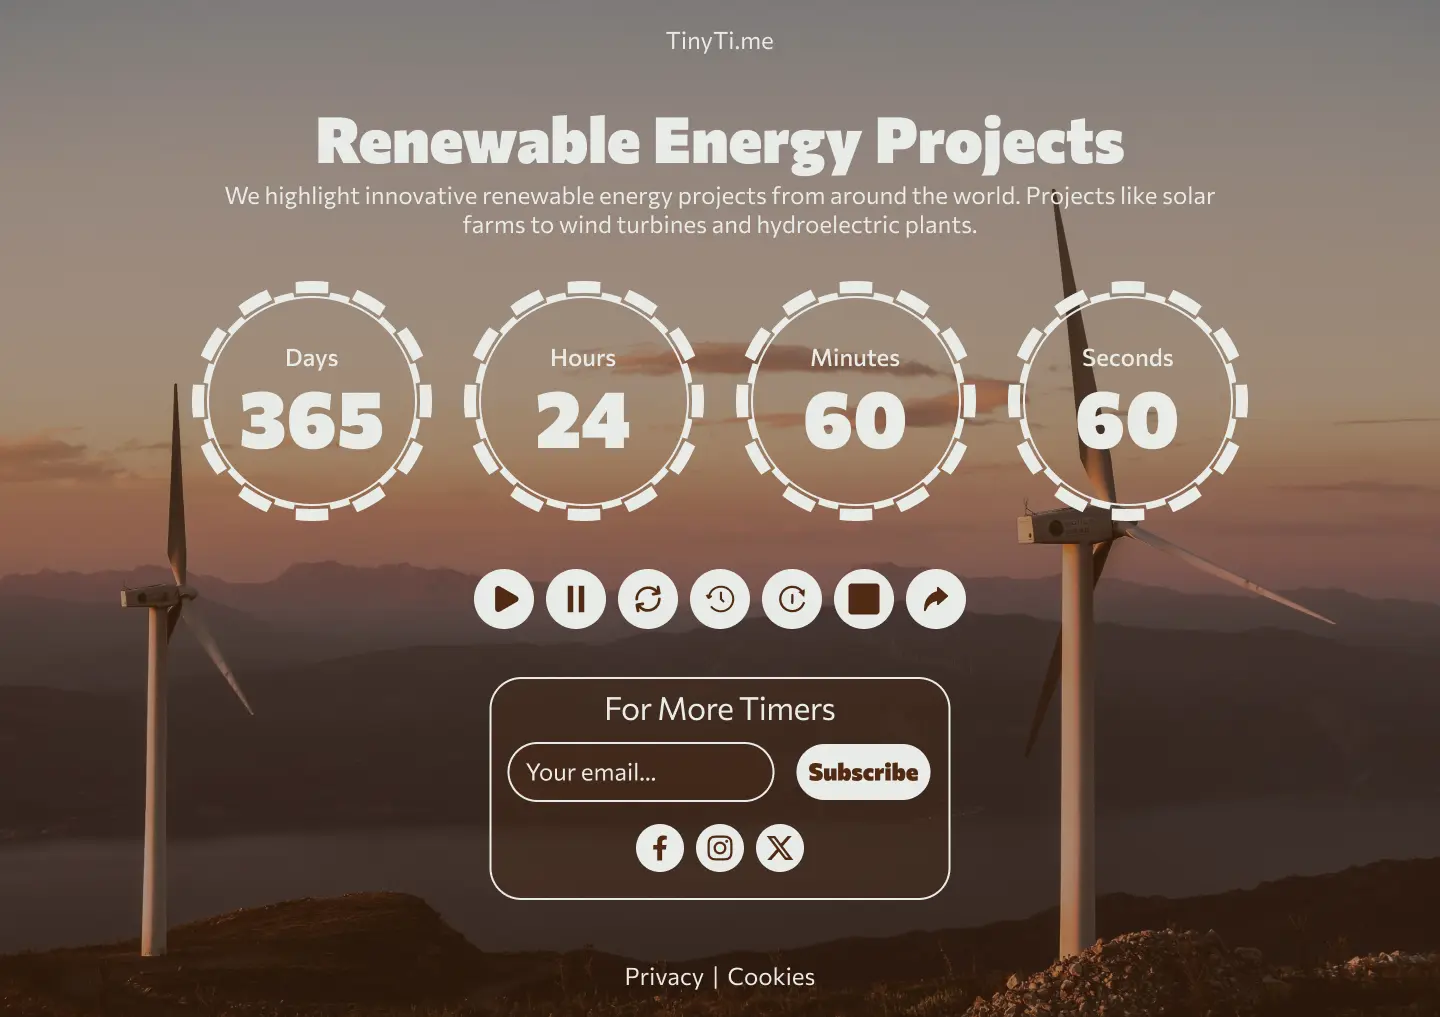 TinyTi.me
Renewable Energy Projects
We highlight innovative renewable energy projects from around the world. Projects like solar
farms to wind turbines and hydroelectric plants.
Days
365
Hours
24
Minutes
60
Seconds
60
For More Timers
Your email...
Subscribe
Privacy | Cookies